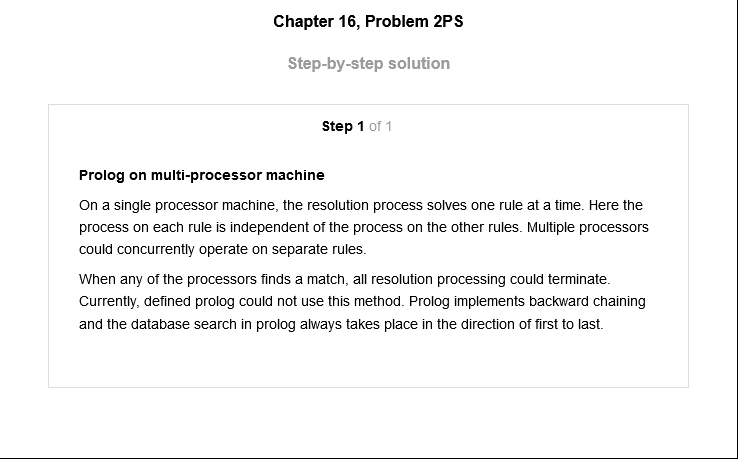 Chapter 16, Problem 2PS
Step-by-step solution
Step 1 of 1
Prolog on multi-processor machine
On a single processor machine, the resolution process solves one rule at a time. Here the
process on each rule is independent of the process on the other rules. Multiple processors
could concurrently operate on separate rules.
When any of the processors finds a match, all resolution processing could terminate.
Currently, defined prolog could not use this method. Prolog implements backward chaining
and the database search in prolog always takes place in the direction of first to last.